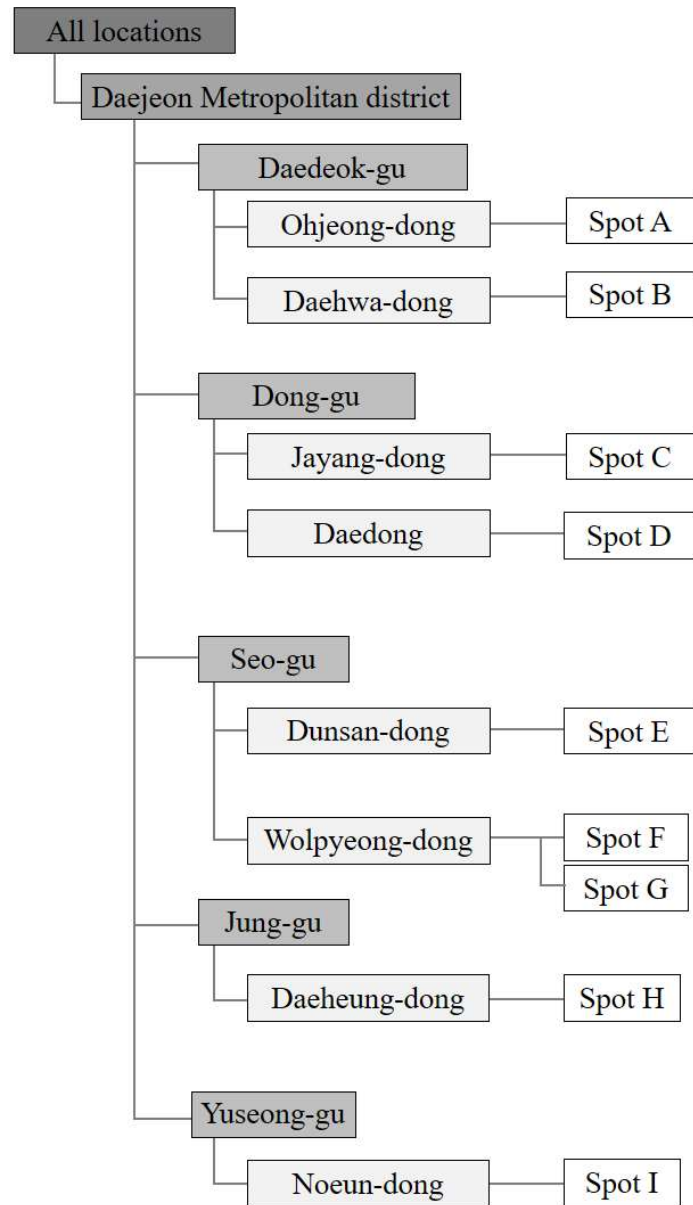 All locations
Daejeon Metropolitan district
Daedeok-gu
Ohjeong-dong
Spot A
Daehwa-dong
Spot B
Dong-gu
Jayang-dong
Spot C
Daedong
Spot D
Seo-gu
Dunsan-dong
Spot E
Wolpyeong-dong
Spot F
Spot G
Jung-gu
Daeheung-dong
Spot H
Yuseong-gu
Noeun-dong
Spot I